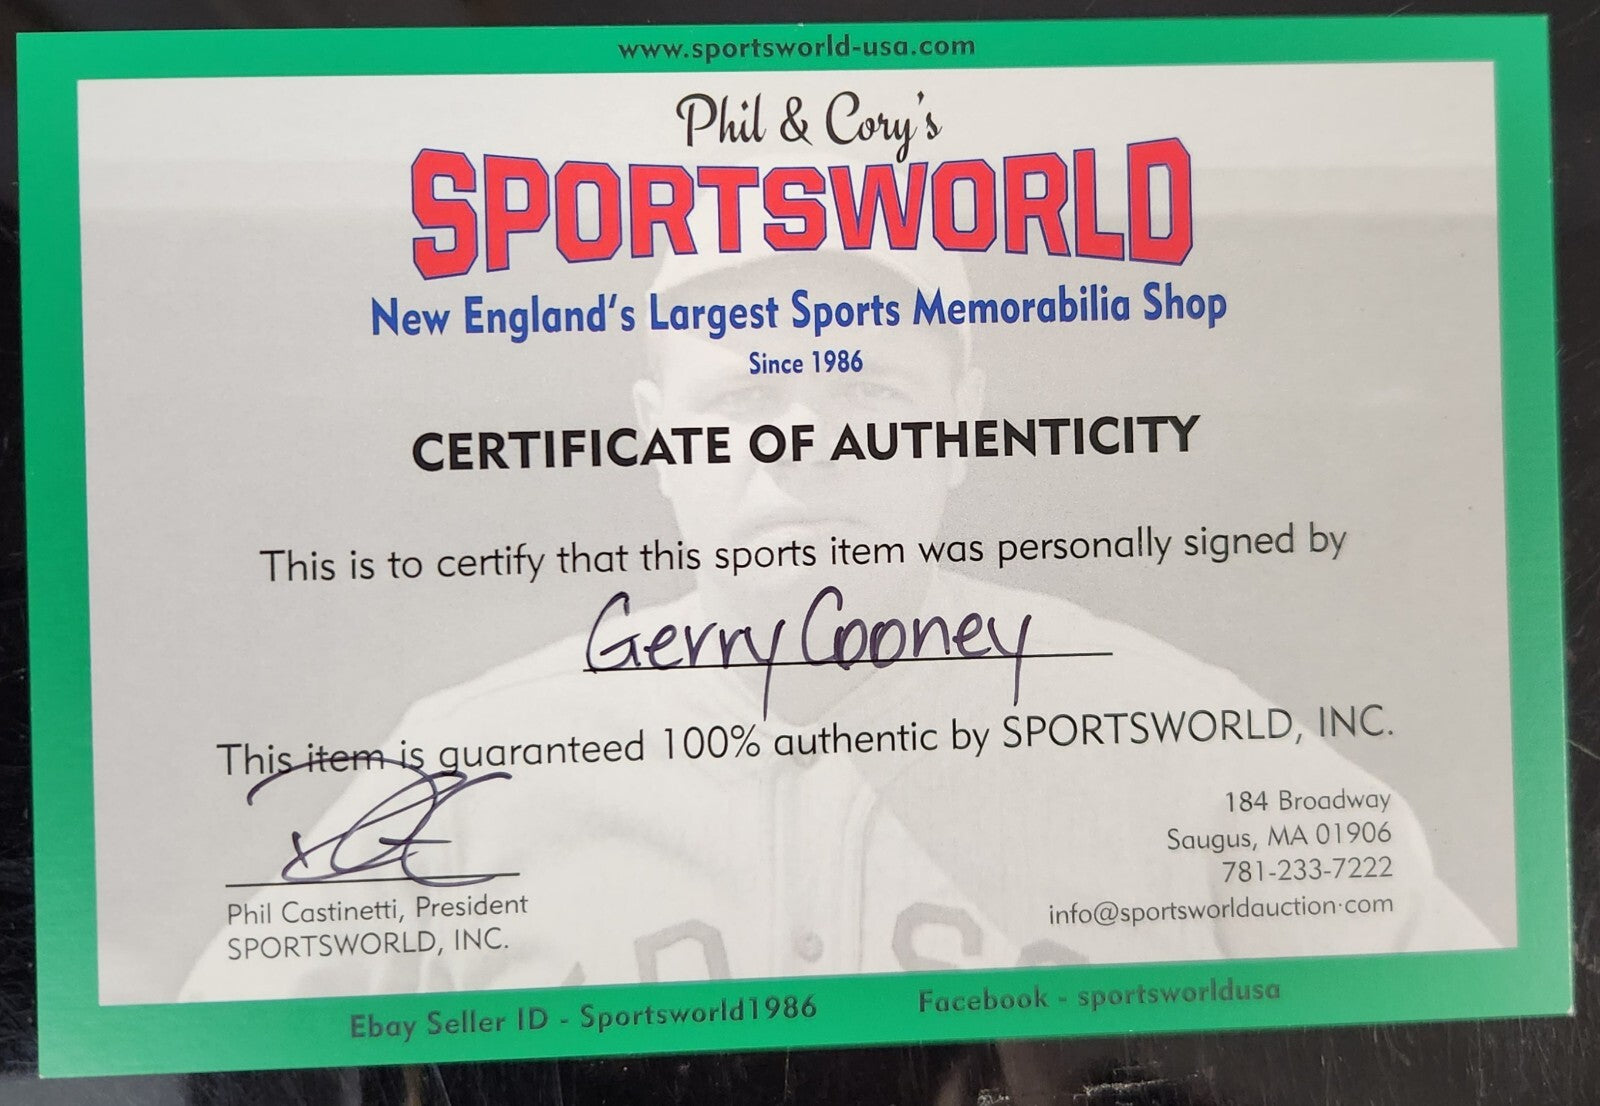 www.sportsworld-usa.com
Phil & Cory's
SPORTSWORLD
New England's Largest Sports Memorabilia Shop
Since 1986
CERTIFICATE OF AUTHENTICITY
This is to certify that this sports item was personally signed by
Gerry Cooney
This item is guaranteed 100% authentic by SPORTSWORLD, INC.
Phil Castinetti, President
SPORTSWORLD, INC.
184 Broadway
Saugus, MA 01906
781-233-7222
info@sportsworldauction.com
Ebay Seller ID - Sportsworld1986
Facebook - sportsworldusa